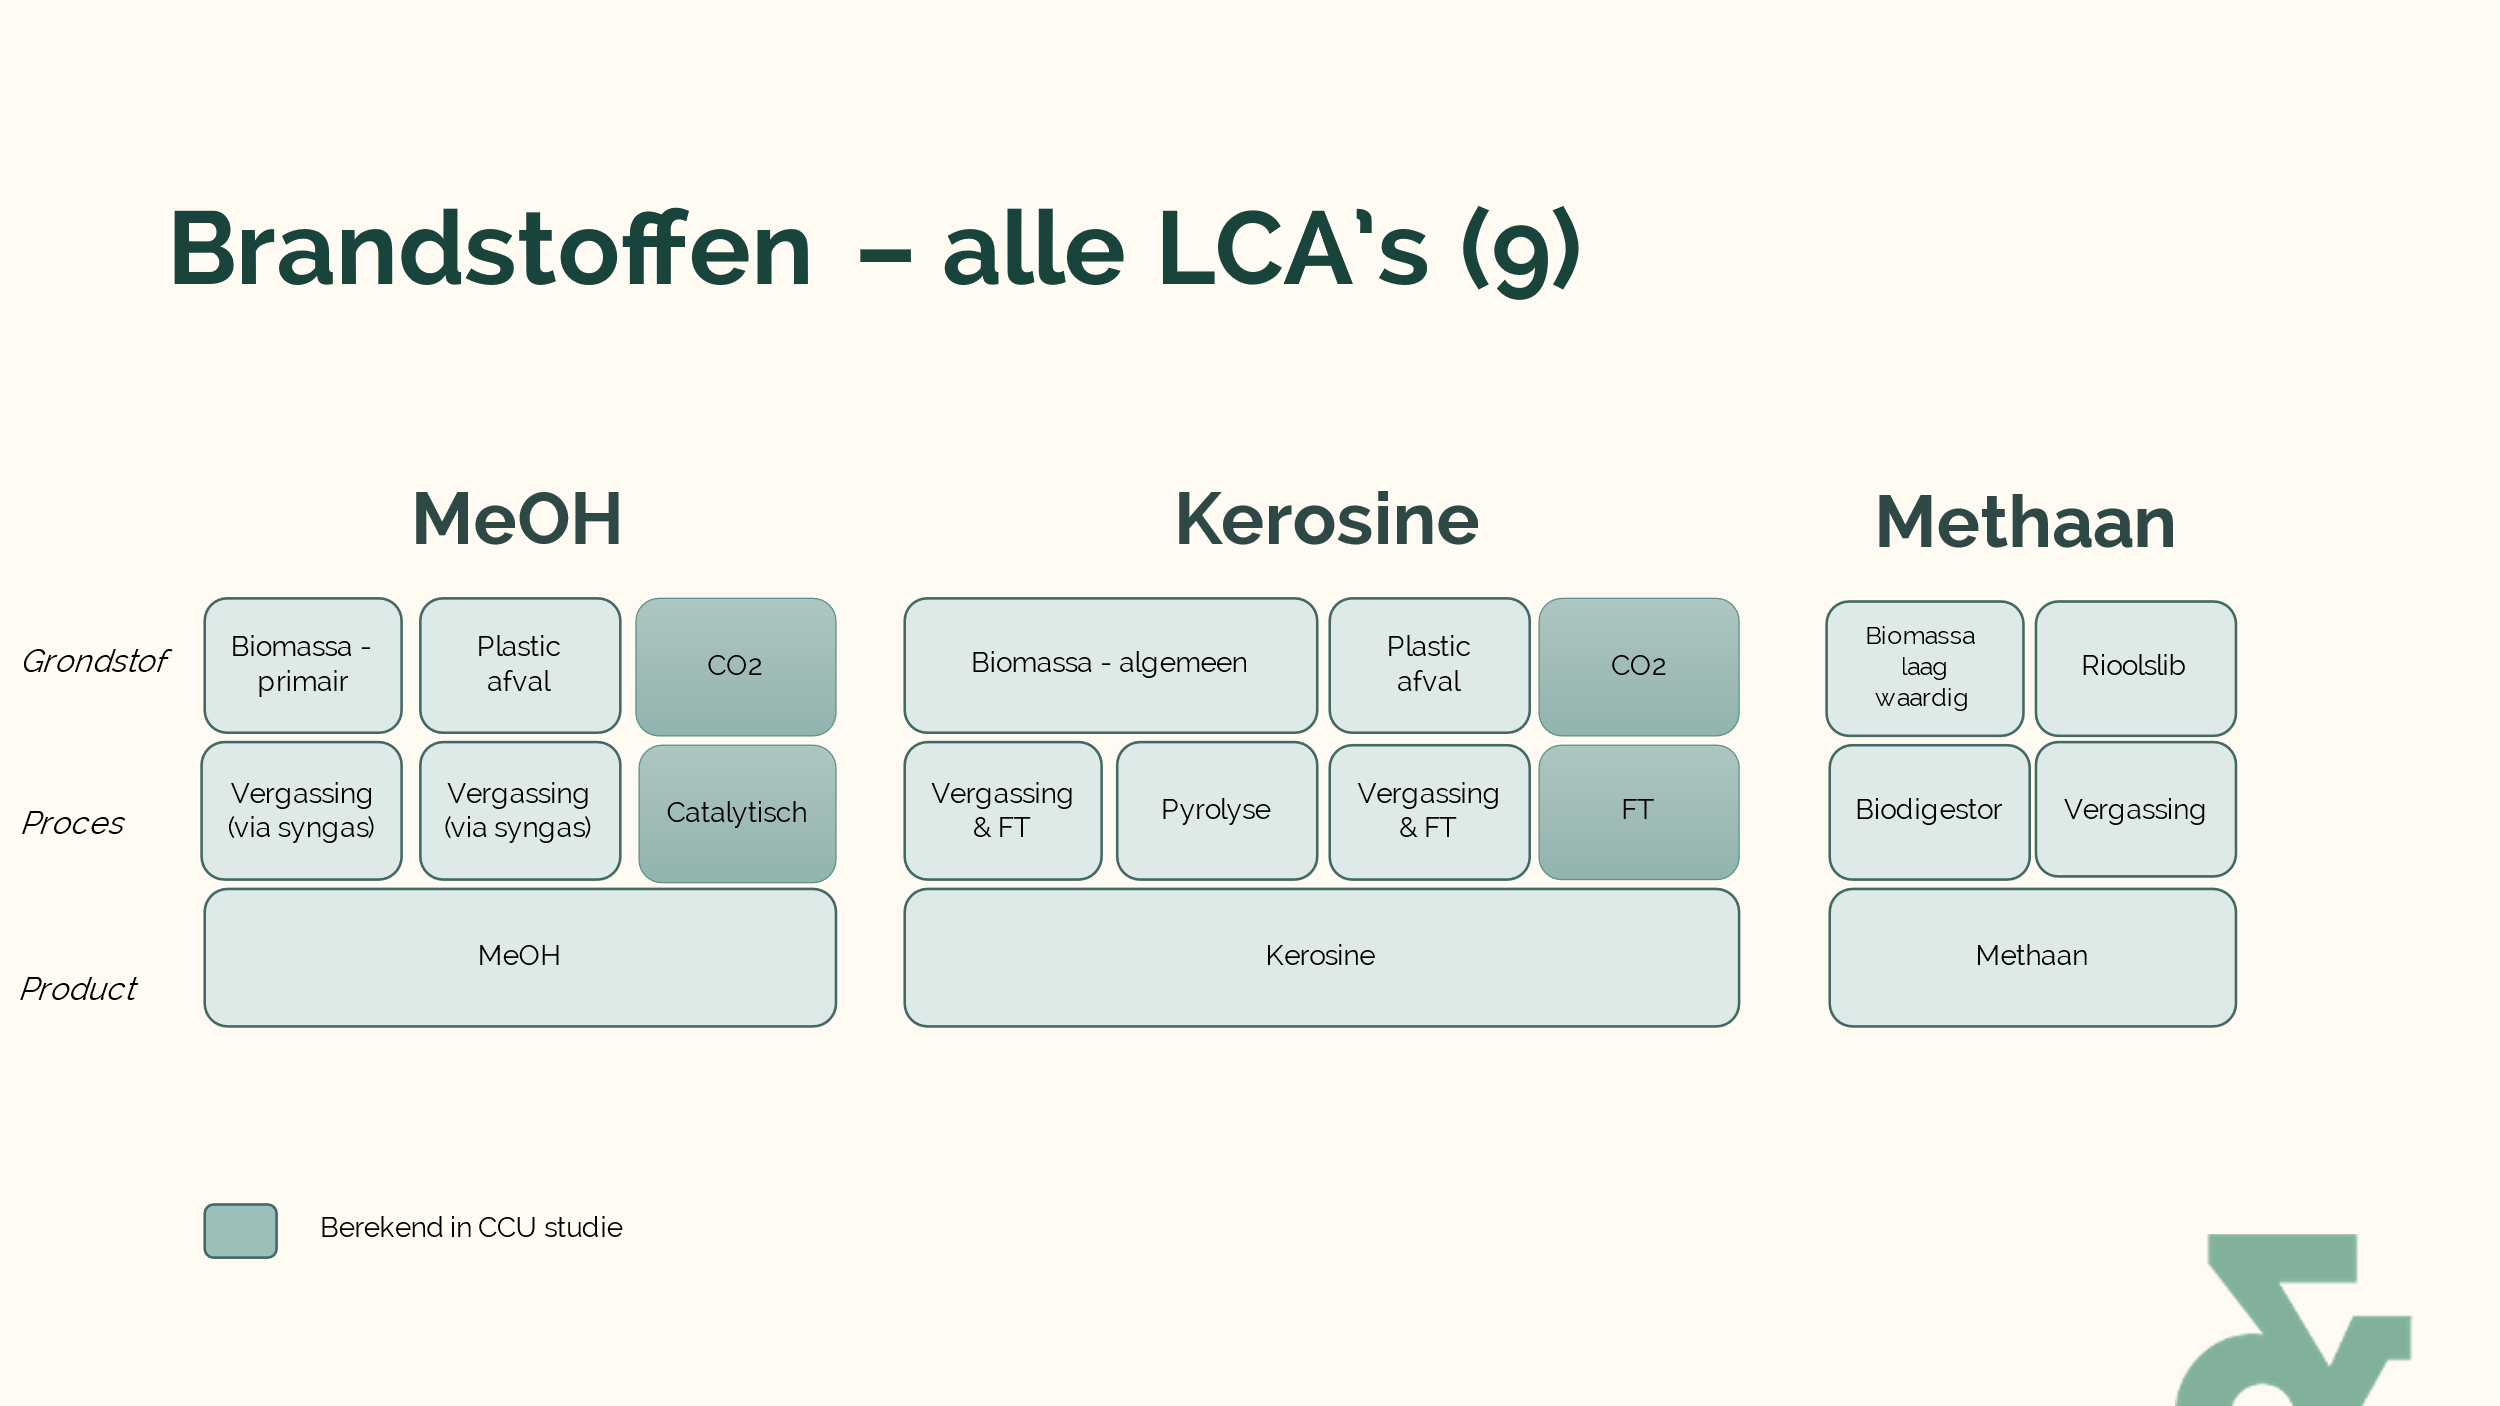 Brandstoffen – alle LCA's (9)
MeOH
Kerosine
Methaan
Grondstof
Biomassa -
primair
Plastic
afval
CO2
Biomassa - algemeen
Plastic
afval
CO2
Biomassa
laag
waardig
Rioolslib
Proces
Vergassing
(via syngas)
Vergassing
(via syngas)
Catalytisch
Vergassing
& FT
Pyrolyse
Vergassing
& FT
FT
Biodigestor
Vergassing
Product
MeOH
Kerosine
Methaan
Berekend in CCU studie